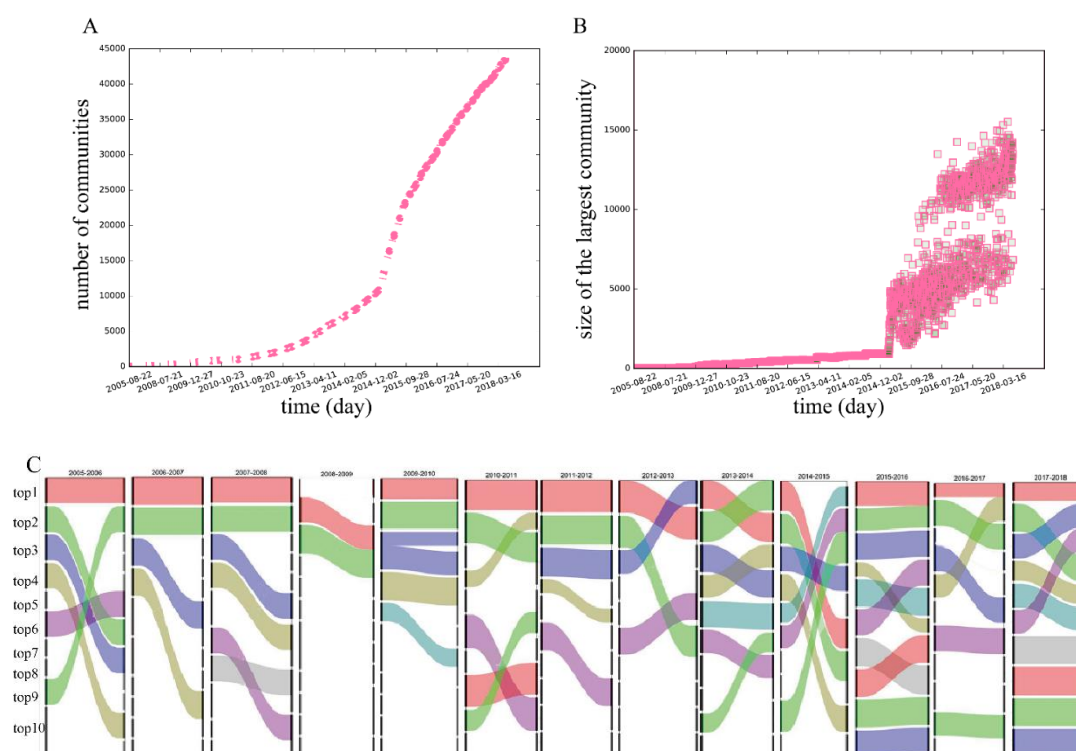 A
number of communities
45000
40000
35000
30000
25000
20000
15000
10000
5000
0
2005-08-22 2008-07-21 2009-12-27 2010-10-23 2011-08-20 2012-06-15 2013-04-11 2014-02-05 2014-12-02 2015-09-28 2016-07-24 2017-05-20 2018-03-16
time (day)
B
size of the largest community
20000
15000
10000
5000
0
2005-08-22 2008-07-21 2009-12-27 2010-10-23 2011-08-20 2012-06-15 2013-04-11 2014-02-05 2014-12-02 2015-09-28 2016-07-24 2017-05-20 2018-03-16
time (day)
C
2005-2006 2006-2007 2007-2008 2008-2009 2009-2010 2010-2011 2011-2012 2012-2013 2013-2014 2014-2015 2015-2016 2016-2017 2017-2018
top1
top2
top3
top4
top5
top6
top7
top8
top9
top10